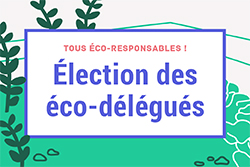 TOUS ÉCO-RESPONSABLES !
Élection des
éco-délégués